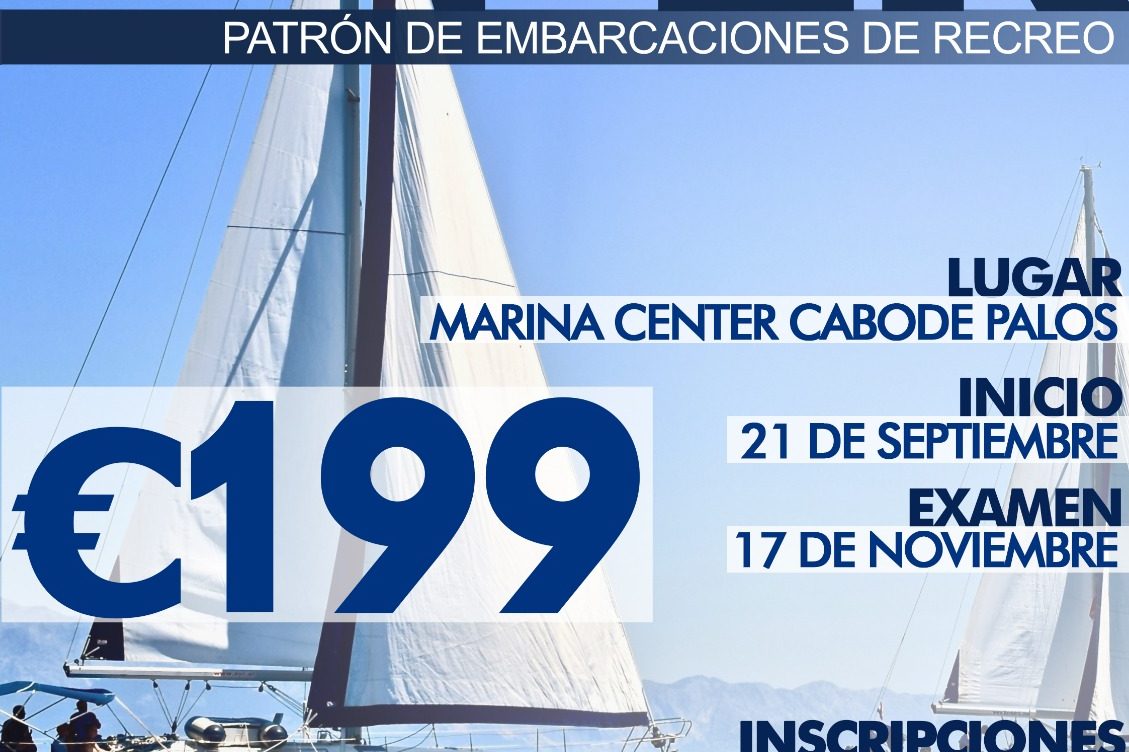 PATRÓN DE EMBARCACIONES DE RECREO
LUGAR
MARINA CENTER CABODE PALOS
€199
INICIO
21 DE SEPTIEMBRE
EXAMEN
17 DE NOVIEMBRE
INSCRIPCIONES